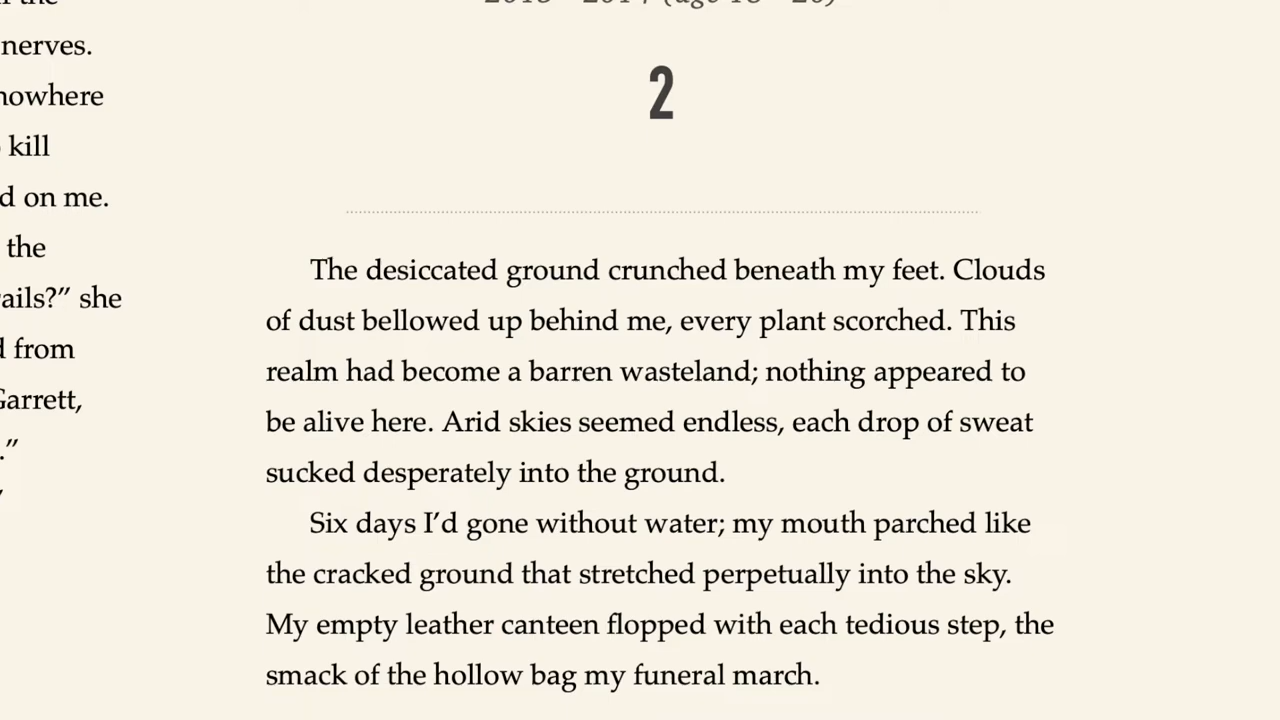 the
nerves.
nowhere
kill
d on me.
the
ails?” she
d from
Garrett,
.”
2
The desiccated ground crunched beneath my feet. Clouds
of dust bellowed up behind me, every plant scorched. This
realm had become a barren wasteland; nothing appeared to
be alive here. Arid skies seemed endless, each drop of sweat
sucked desperately into the ground.
Six days I’d gone without water; my mouth parched like
the cracked ground that stretched perpetually into the sky.
My empty leather canteen flopped with each tedious step, the
smack of the hollow bag my funeral march.